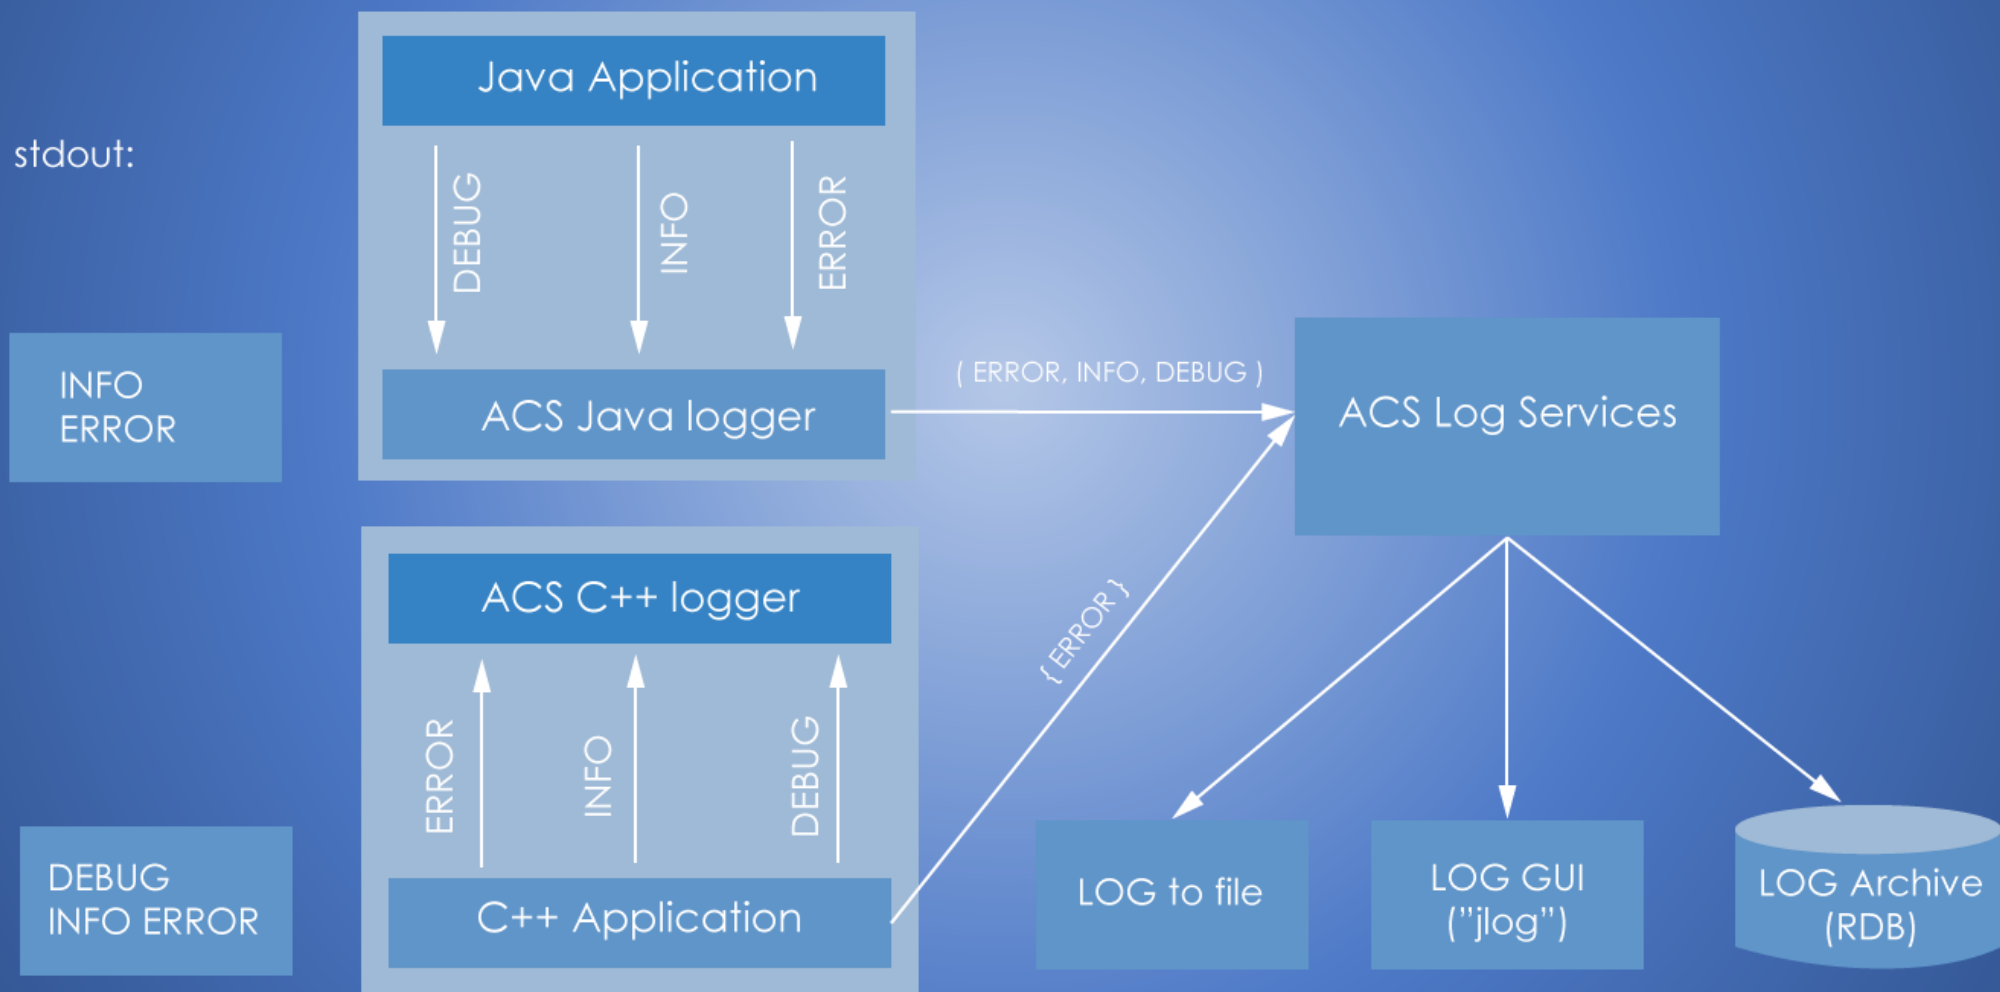 Java Application
stdout:
DEBUG
INFO
ERROR
INFO
ERROR
ACS Java logger
( ERROR, INFO, DEBUG )
ACS Log Services
ACS C++ logger
{ ERROR }
ERROR
INFO
DEBUG
DEBUG
INFO ERROR
C++ Application
LOG to file
LOG GUI
("jlog")
LOG Archive
(RDB)